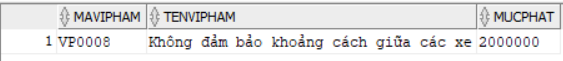 MAVIPHAM TENVIPHAM MUCPHAT
1 VP0008 Không đảm bảo khoảng cách giữa các xe 2000000